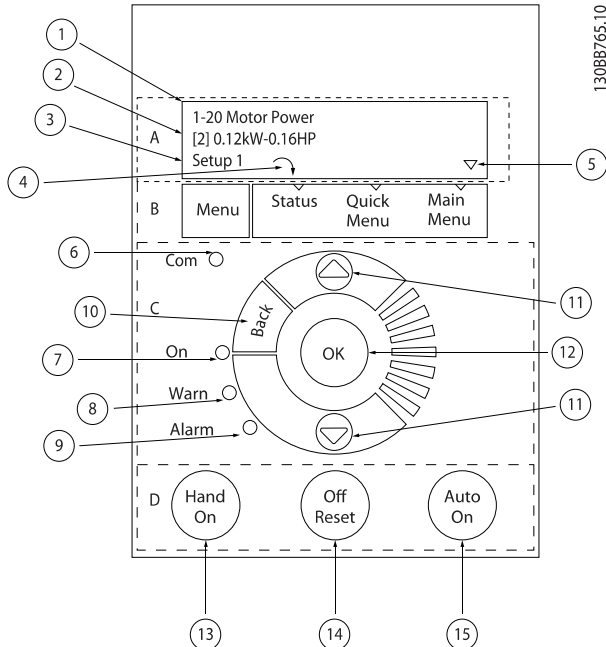 130BB765.10
1
2
3
4
A
1-20 Motor Power
[2] 0.12kW-0.16HP
Setup 1
5
B
Menu
Status
Quick
Menu
Main
Menu
6
Com
C
10
Back
11
On
7
OK
12
Warn
8
11
Alarm
9
D
Hand
On
Off
Reset
Auto
On
13
14
15